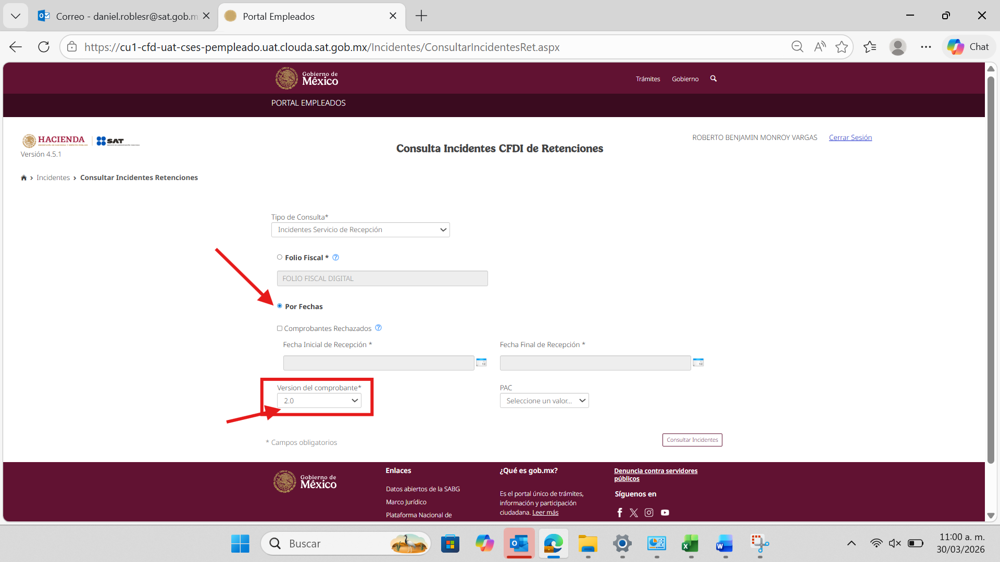 Correo - daniel.roblesr@sat.gob.m
Portal Empleados
https://cu1-cfd-uat-cses-pempleado.uat.clouda.sat.gob.mx/Incidentes/ConsultarIncidentesRet.aspx
Chat
Gobierno de
México
Trámites
Gobierno
PORTAL EMPLEADOS
HACIENDA
SAT
Versión 4.5.1
Consulta Incidentes CFDI de Retenciones
ROBERTO BENJAMIN MONROY VARGAS
Cerrar Sesión
Incidentes
Consultar Incidentes Retenciones
Tipo de Consulta*
Incidentes Servicio de Recepción
Folio Fiscal *
FOLIO FISCAL DIGITAL
Por Fechas
Comprobantes Rechazados
Fecha Inicial de Recepción *
Fecha Final de Recepción *
Version del comprobante*
PAC
2.0
Seleccione un valor...
* Campos obligatorios
Consultar Incidentes
Gobierno de
México
Enlaces
Datos abiertos de la SABG
Marco Jurídico
Plataforma Nacional de
¿Qué es gob.mx?
Es el portal único de trámites,
información y participación
ciudadana. Leer más
Denuncia contra servidores
públicos
Síguenos en
Buscar
11:00 a. m.
30/03/2026